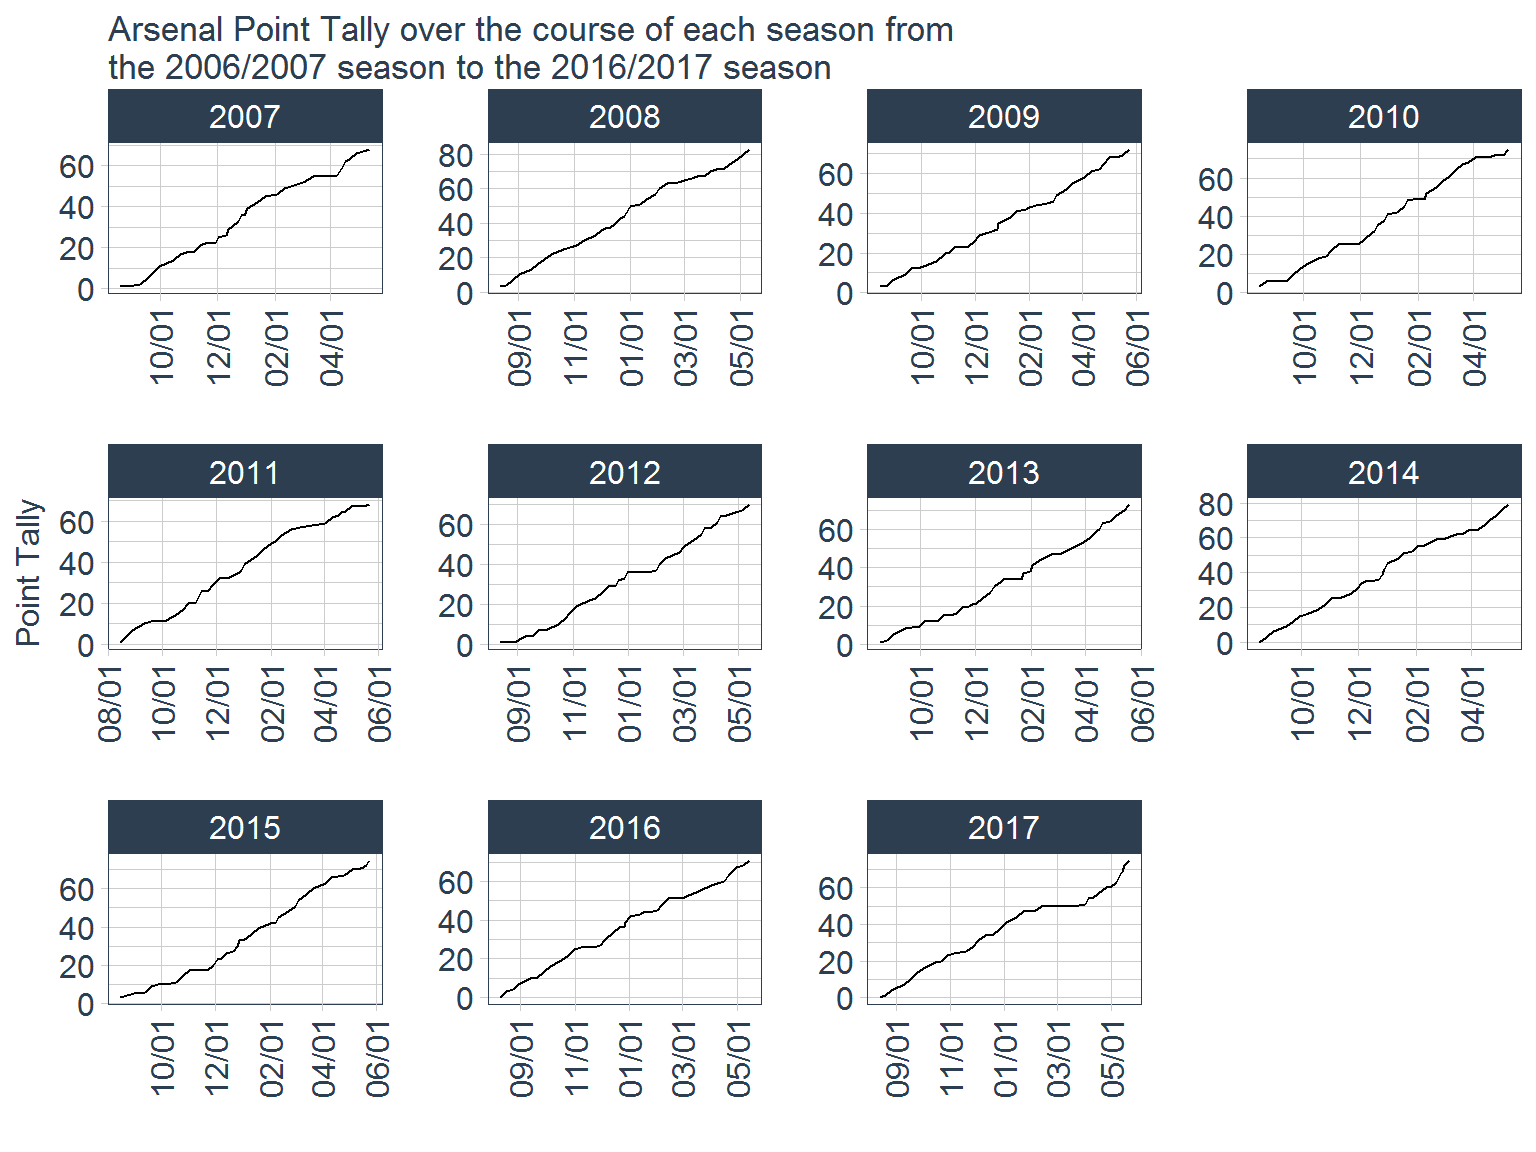 Arsenal Point Tally over the course of each season from
the 2006/2007 season to the 2016/2017 season
2007 2008 2009 2010
60 40 20 0
80 60 40 20 0
60 40 20 0
60 40 20 0
10/01 12/01 02/01 04/01
09/01 11/01 01/01 03/01 05/01
10/01 12/01 02/01 04/01 06/01
10/01 12/01 02/01 04/01
Point Tally
2011 2012 2013 2014
60 40 20 0
60 40 20 0
60 40 20 0
80 60 40 20 0
08/01 10/01 12/01 02/01 04/01 06/01
09/01 11/01 01/01 03/01 05/01
10/01 12/01 02/01 04/01 06/01
10/01 12/01 02/01 04/01
2015 2016 2017
60 40 20 0
60 40 20 0
60 40 20 0
10/01 12/01 02/01 04/01 06/01
09/01 11/01 01/01 03/01 05/01
09/01 11/01 01/01 03/01 05/01